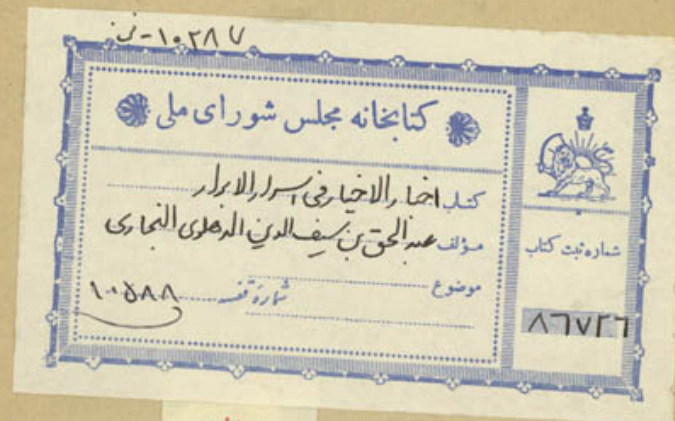 ۱۰۲۸۷-ن
کتابخانه مجلس شورای ملی
کتاب اخبار الاخیار فی اسرار الابرار
مؤلف عبدالحق بن سیف‌الدین الدهلوی البخاری
موضوع
شمارهٔ قفسه ۱۰۵۸۸
شماره ثبت کتاب
۸۶۷۲۶